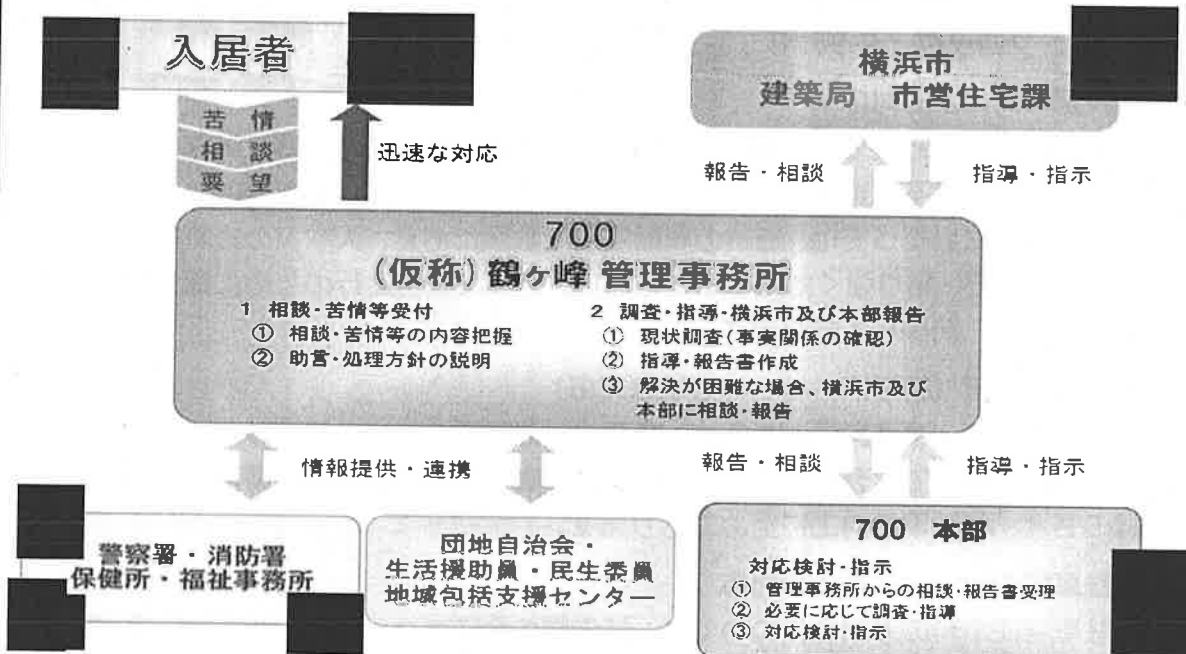 入居者
苦情
相談
要望
迅速な対応
横浜市
建築局 市営住宅課
報告・相談
指導・指示
700
(仮称)鶴ヶ峰 管理事務所
1 相談・苦情等受付
① 相談・苦情等の内容把握
② 助言・処理方針の説明
2 調査・指導・横浜市及び本部報告
① 現状調査(事実関係の確認)
② 指導・報告書作成
③ 解決が困難な場合、横浜市及び
本部に相談・報告
情報提供・連携
報告・相談
指導・指示
警察署・消防署
保健所・福祉事務所
団地自治会・
生活援助員・民生委員
地域包括支援センター
700 本部
対応検討・指示
① 管理事務所からの相談・報告書受理
② 必要に応じて調査・指導
③ 対応検討・指示